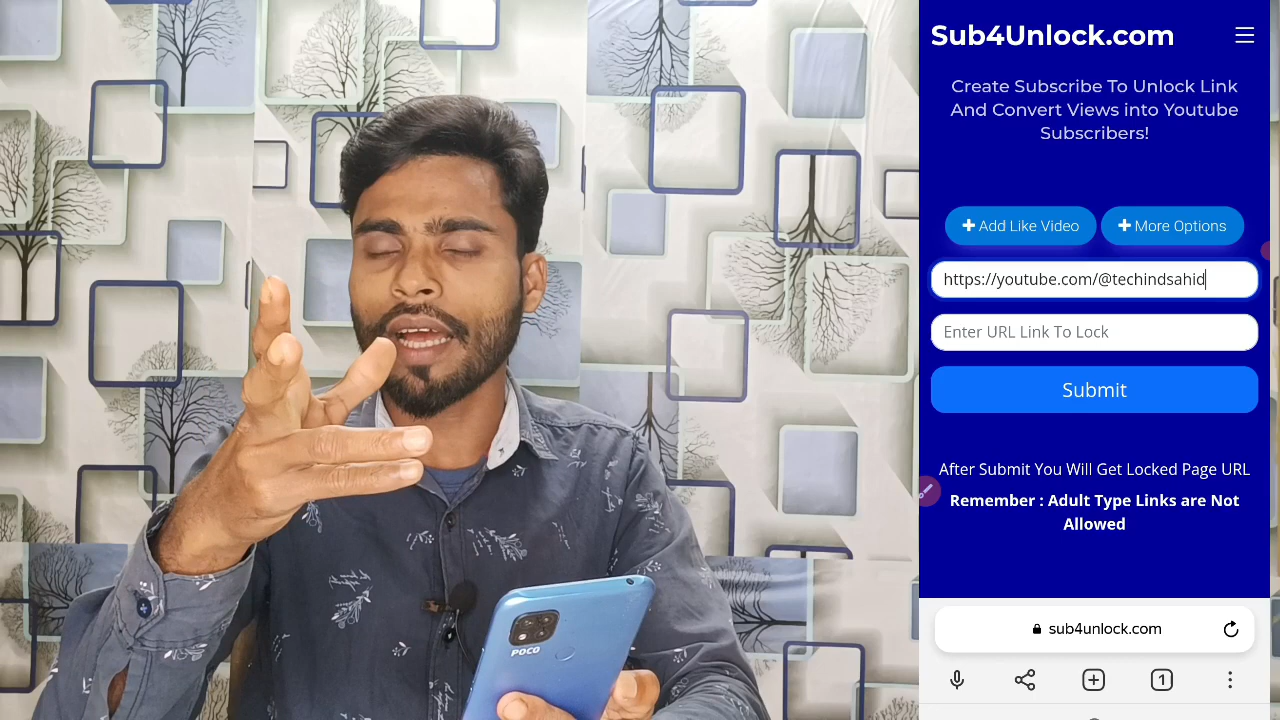 Sub4Unlock.com
Create Subscribe To Unlock Link
And Convert Views into Youtube
Subscribers!
Add Like Video
More Options
https://youtube.com/@techindsahid
Enter URL Link To Lock
Submit
After Submit You Will Get Locked Page URL
Remember : Adult Type Links are Not
Allowed
sub4unlock.com
1
POCO